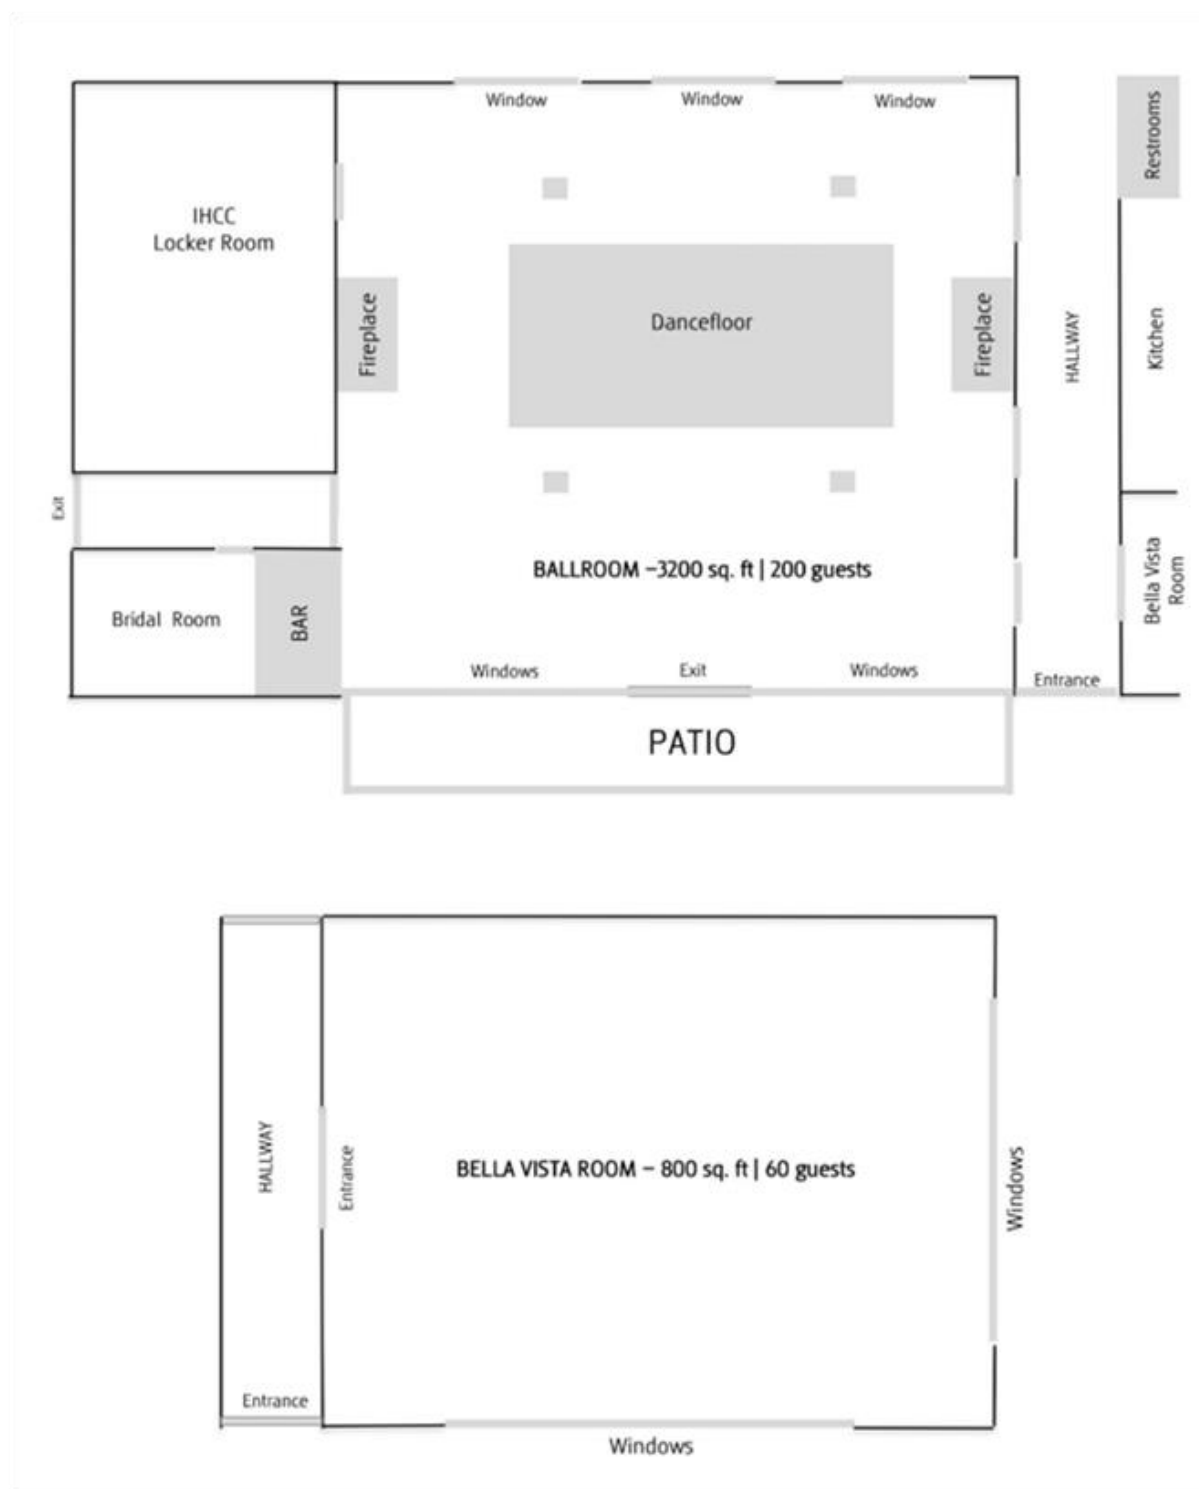 Window
Window
Window
Restrooms
IHCC
Locker Room
Fireplace
Dancefloor
Fireplace
HALLWAY
Kitchen
Exit
BALLROOM –3200 sq. ft | 200 guests
Bella Vista
Room
Bridal Room
BAR
Windows
Exit
Windows
Entrance
PATIO
HALLWAY
Entrance
BELLA VISTA ROOM – 800 sq. ft | 60 guests
Windows
Entrance
Windows